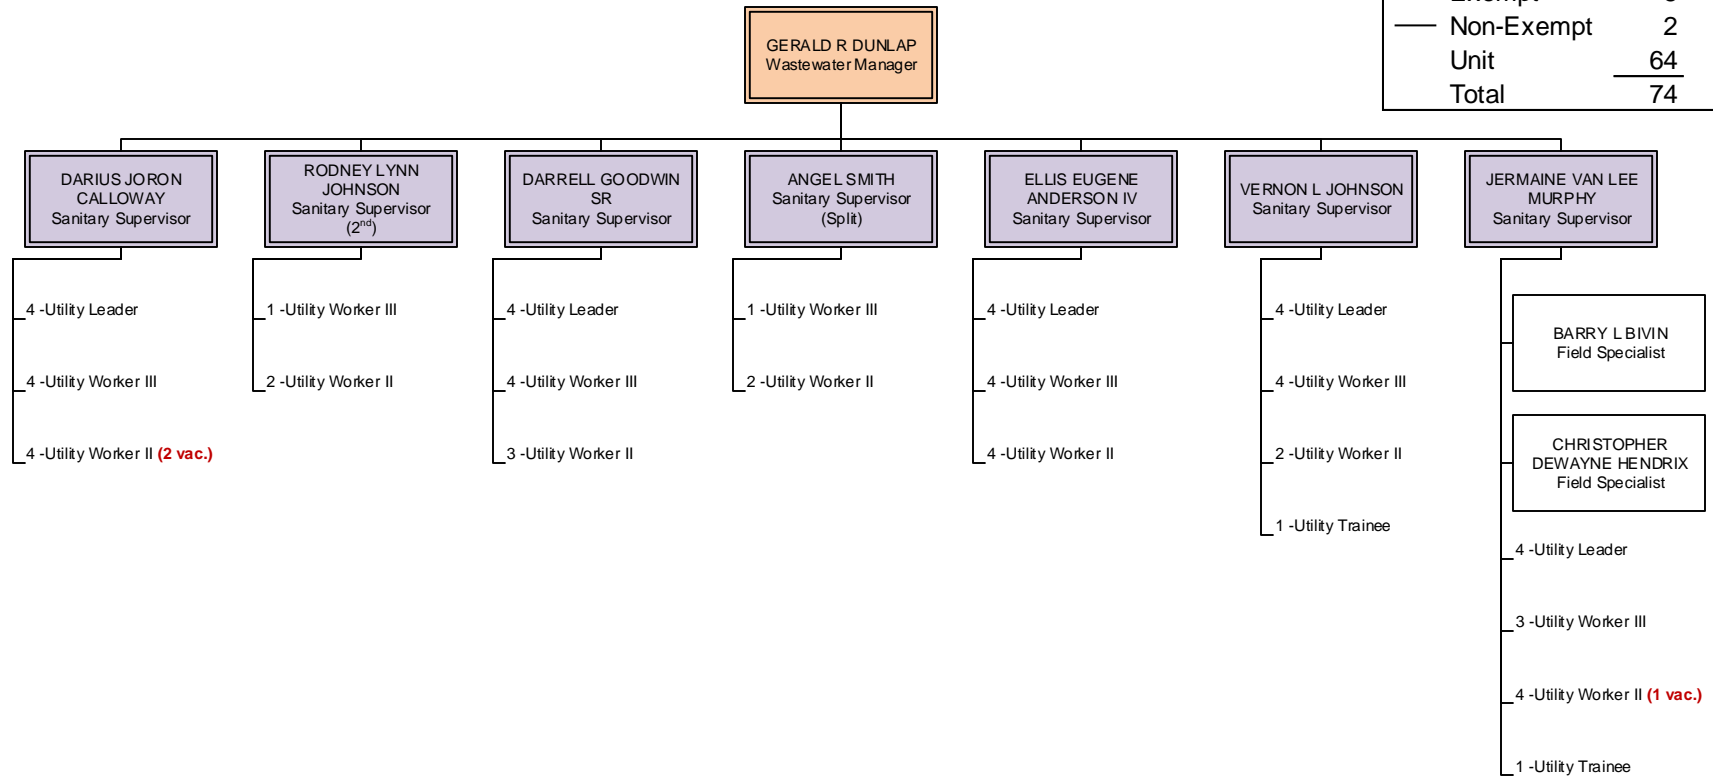 Non-Exempt 2
Unit 64
Total 74
GERALD R DUNLAP
Wastewater Manager
DARIUS JORON
CALLOWAY
Sanitary Supervisor
RODNEY LYNN
JOHNSON
Sanitary Supervisor
(2nd)
DARRELL GOODWIN
SR
Sanitary Supervisor
ANGEL SMITH
Sanitary Supervisor
(Split)
ELLIS EUGENE
ANDERSON IV
Sanitary Supervisor
VERNON L JOHNSON
Sanitary Supervisor
JERMAINE VAN LEE
MURPHY
Sanitary Supervisor
4 -Utility Leader
4 -Utility Worker III
4 -Utility Worker II (2 vac.)
1 -Utility Worker III
2 -Utility Worker II
4 -Utility Leader
4 -Utility Worker III
3 -Utility Worker II
1 -Utility Worker III
2 -Utility Worker II
4 -Utility Leader
4 -Utility Worker III
4 -Utility Worker II
4 -Utility Leader
4 -Utility Worker III
2 -Utility Worker II
1 -Utility Trainee
BARRY L BIVIN
Field Specialist
CHRISTOPHER
DEWAYNE HENDRIX
Field Specialist
4 -Utility Leader
3 -Utility Worker III
4 -Utility Worker II (1 vac.)
1 -Utility Trainee